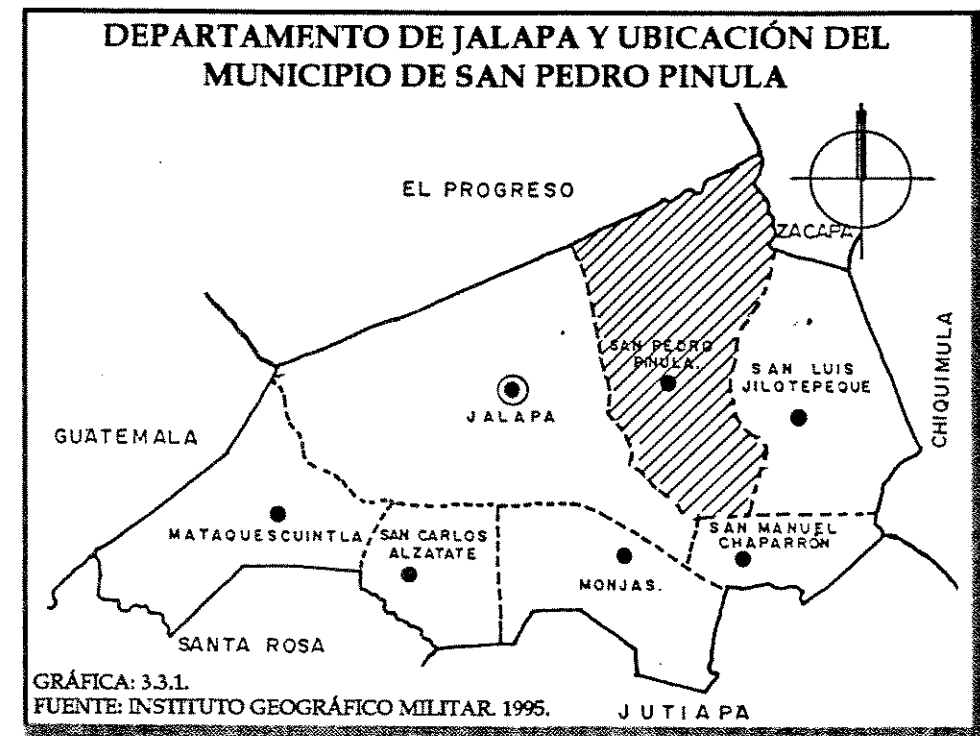 DEPARTAMENTO DE JALAPA Y UBICACIÓN DEL
MUNICIPIO DE SAN PEDRO PINULA
EL PROGRESO
ZACAPA
SAN PEDRO
PINULA.
SAN LUIS
JILOTEPEQUE
CHIQUIMULA
JALAPA
GUATEMALA
MATAQUESCUINTLA
SAN CARLOS
ALZATATE
SAN MANUEL
CHAPARRÓN
MONJAS.
SANTA ROSA
GRÁFICA: 3.3.1.
FUENTE: INSTITUTO GEOGRÁFICO MILITAR. 1995.
JUTIAPA